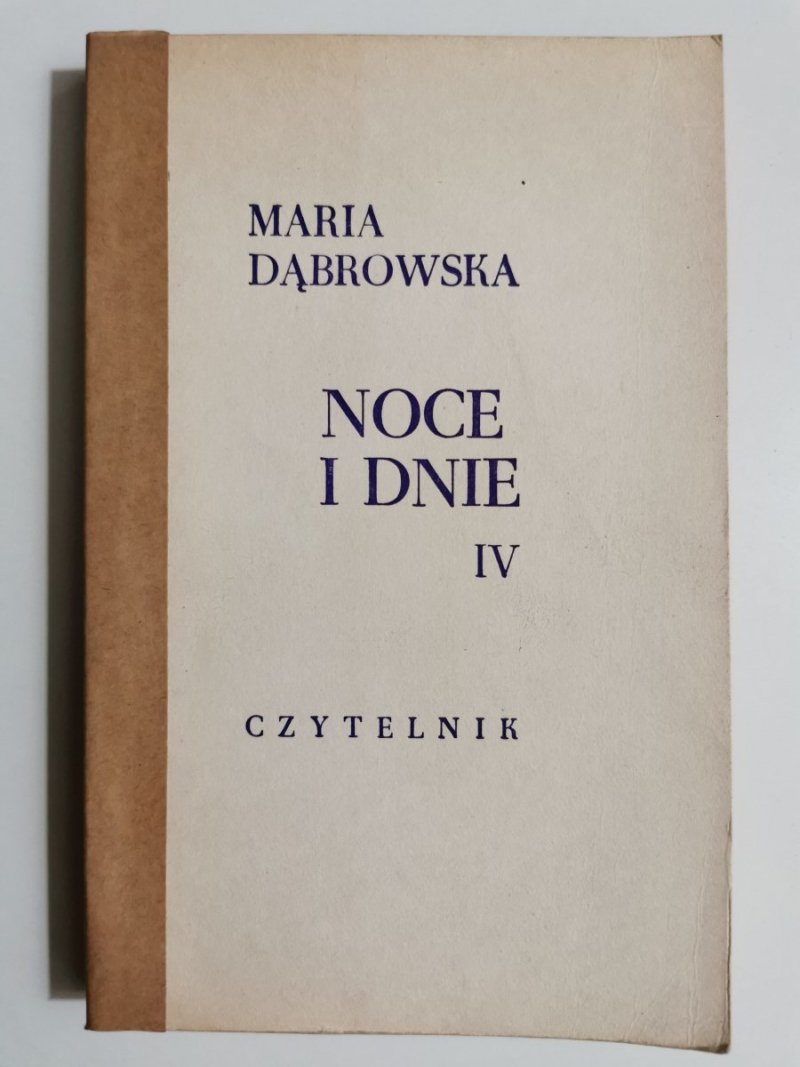 MARIA
DĄBROWSKA
NOCE
I DNIE
IV
CZYTELNIK